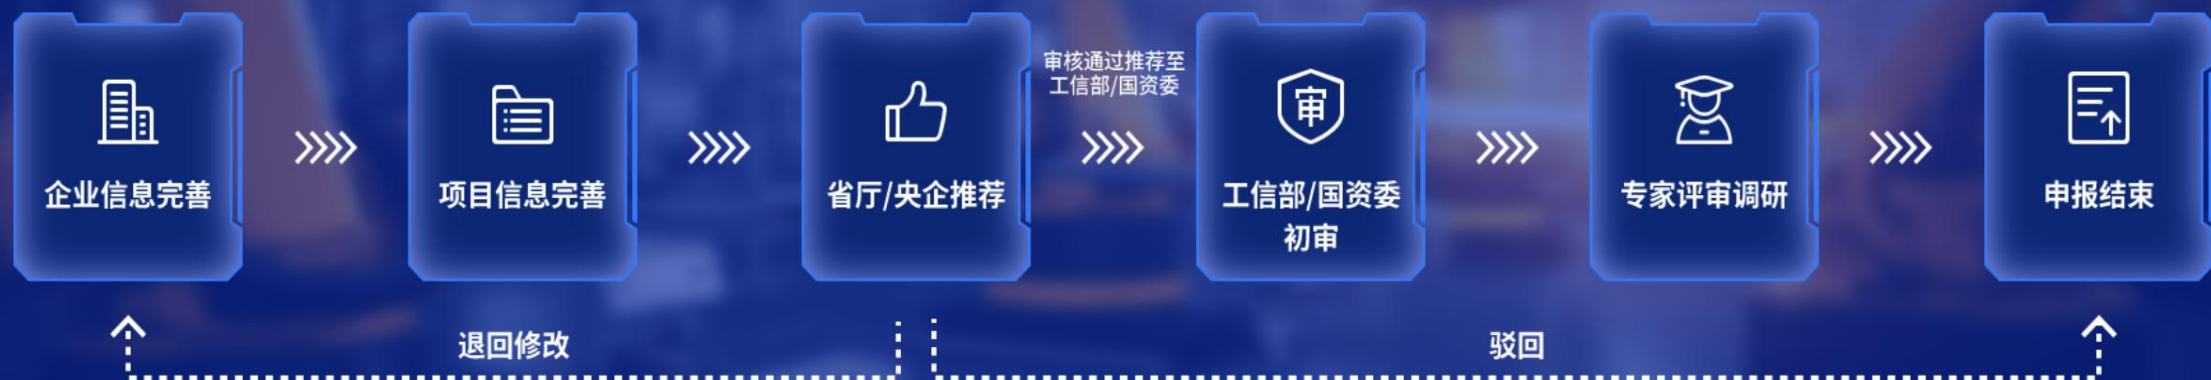 审核通过推荐至
工信部/国资委
审
企业信息完善
项目信息完善
省厅/央企推荐
工信部/国资委
初审
专家评审调研
申报结束
退回修改
驳回